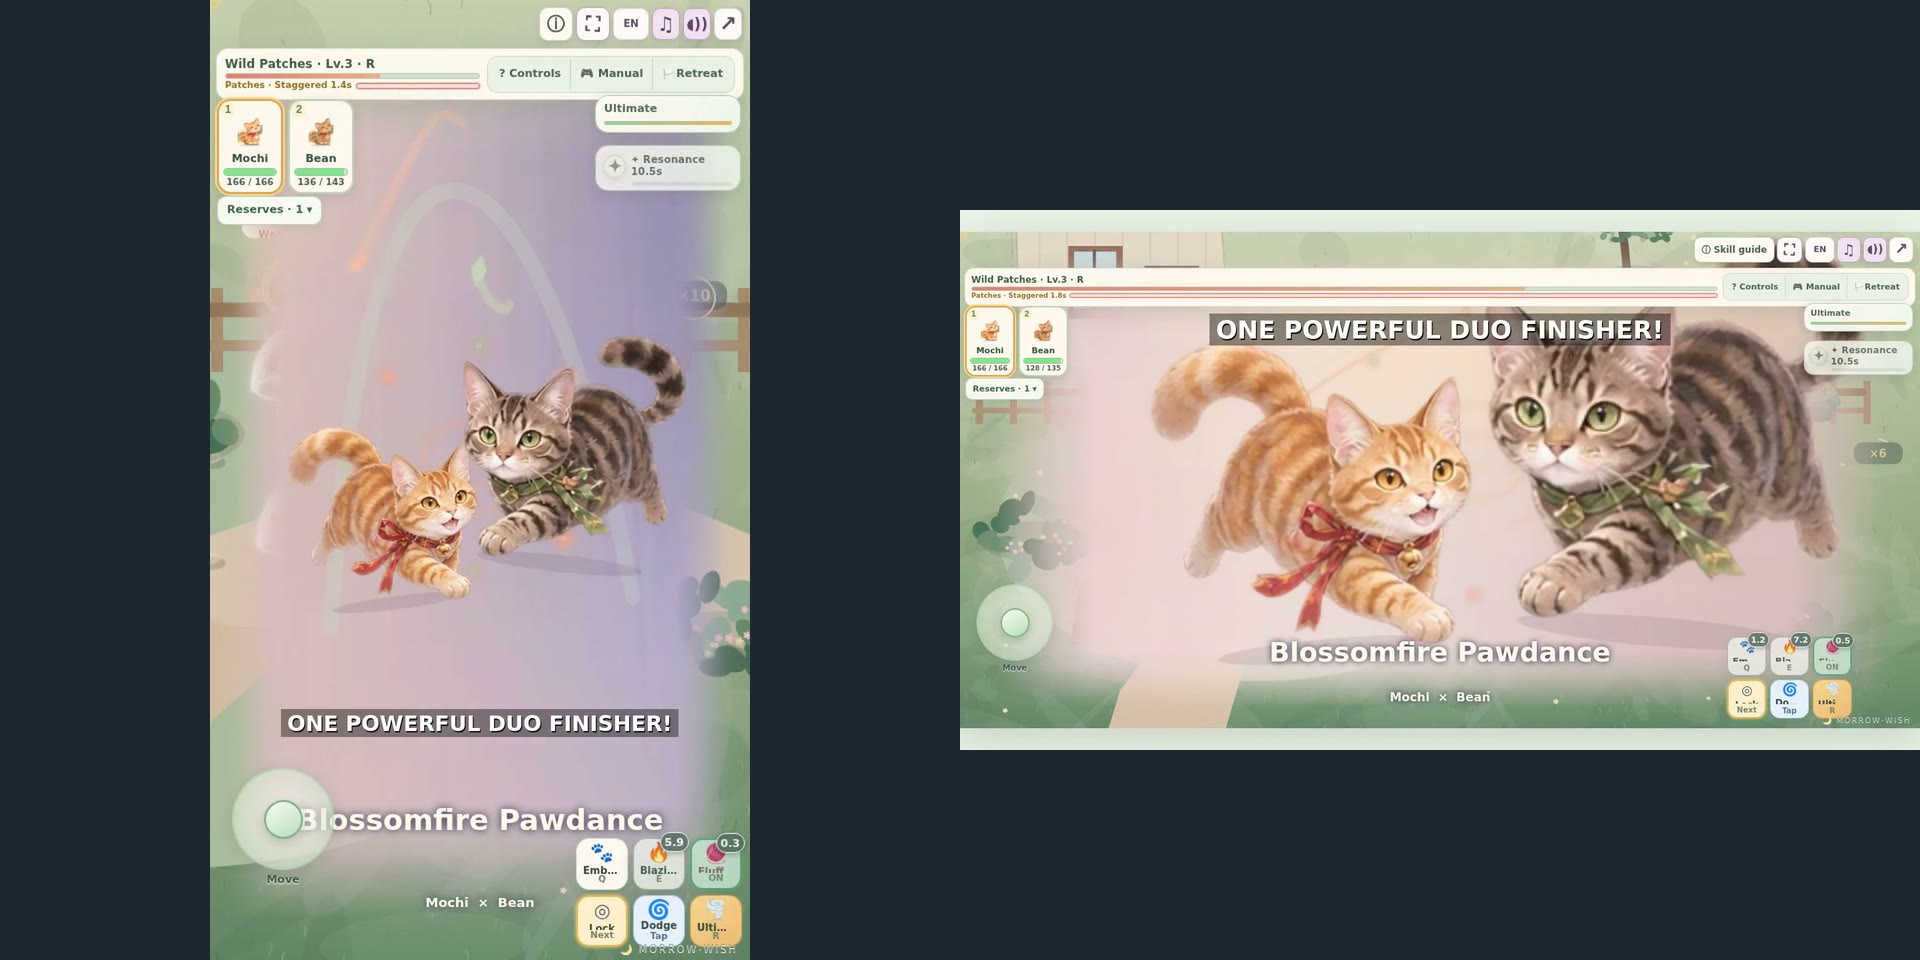 EN
Wild Patches · Lv.3 · R
Patches · Staggered 1.4s
? Controls
Manual
Retreat
1
Mochi
166 / 166
2
Bean
136 / 143
Ultimate
✦ Resonance
10.5s
Reserves · 1 ▾
×10
ONE POWERFUL DUO FINISHER!
Blossomfire Pawdance
Mochi × Bean
Move
Emb...
Q
5.9
Blazi...
E
0.3
ON
Lock
Next
Dodge
Tap
Ulti...
R
MORROW-WISH
ⓘ Skill guide
EN
Wild Patches · Lv.3 · R
Patches · Staggered 1.8s
? Controls
Manual
Retreat
1
Mochi
166 / 166
2
Bean
128 / 135
Ultimate
✦ Resonance
10.5s
Reserves · 1 ▾
×6
ONE POWERFUL DUO FINISHER!
Blossomfire Pawdance
Mochi × Bean
Move
1.2
Q
7.2
E
0.5
ON
Next
Tap
R
MORROW-WISH